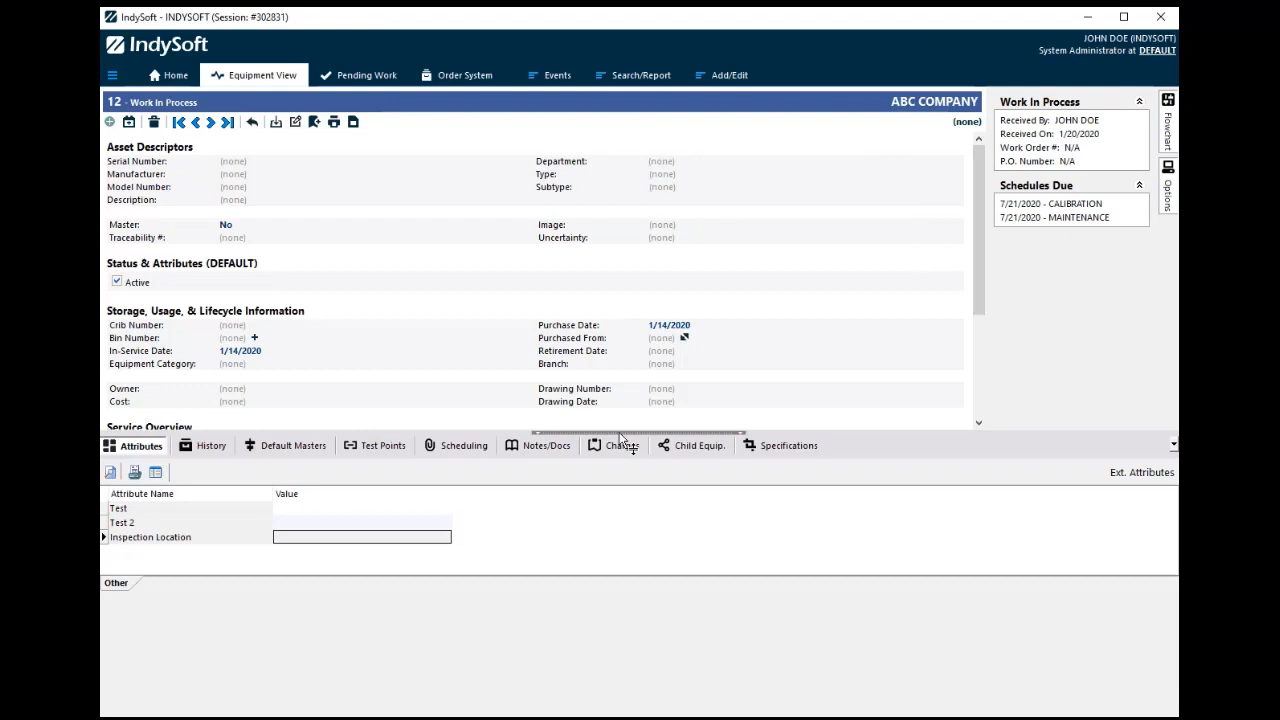 IndySoft - INDYSOFT (Session: #302831)
IndySoft
JOHN DOE (INDYSOFT)
System Administrator at DEFAULT
Home Equipment View Pending Work Order System Events Search/Report Add/Edit
12 - Work In Process ABC COMPANY
(none)
Asset Descriptors
Serial Number: (none) Department: (none)
Manufacturer: (none) Type: (none)
Model Number: (none) Subtype: (none)
Description: (none)
Master: No Image: (none)
Traceability #: (none) Uncertainty: (none)
Status & Attributes (DEFAULT)
Active
Storage, Usage, & Lifecycle Information
Crib Number: (none) Purchase Date: 1/14/2020
Bin Number: (none) Purchased From: (none)
In-Service Date: 1/14/2020 Retirement Date: (none)
Equipment Category: (none) Branch: (none)
Owner: (none) Drawing Number: (none)
Cost: (none) Drawing Date: (none)
Service Overview
Work In Process
Received By: JOHN DOE
Received On: 1/20/2020
Work Order #: N/A
P.O. Number: N/A
Schedules Due
7/21/2020 - CALIBRATION
7/21/2020 - MAINTENANCE
Flowchart
Options
Attributes History Default Masters Test Points Scheduling Notes/Docs Child Equip. Specifications
Ext. Attributes
Attribute Name Value
Test
Test 2
Inspection Location
Other